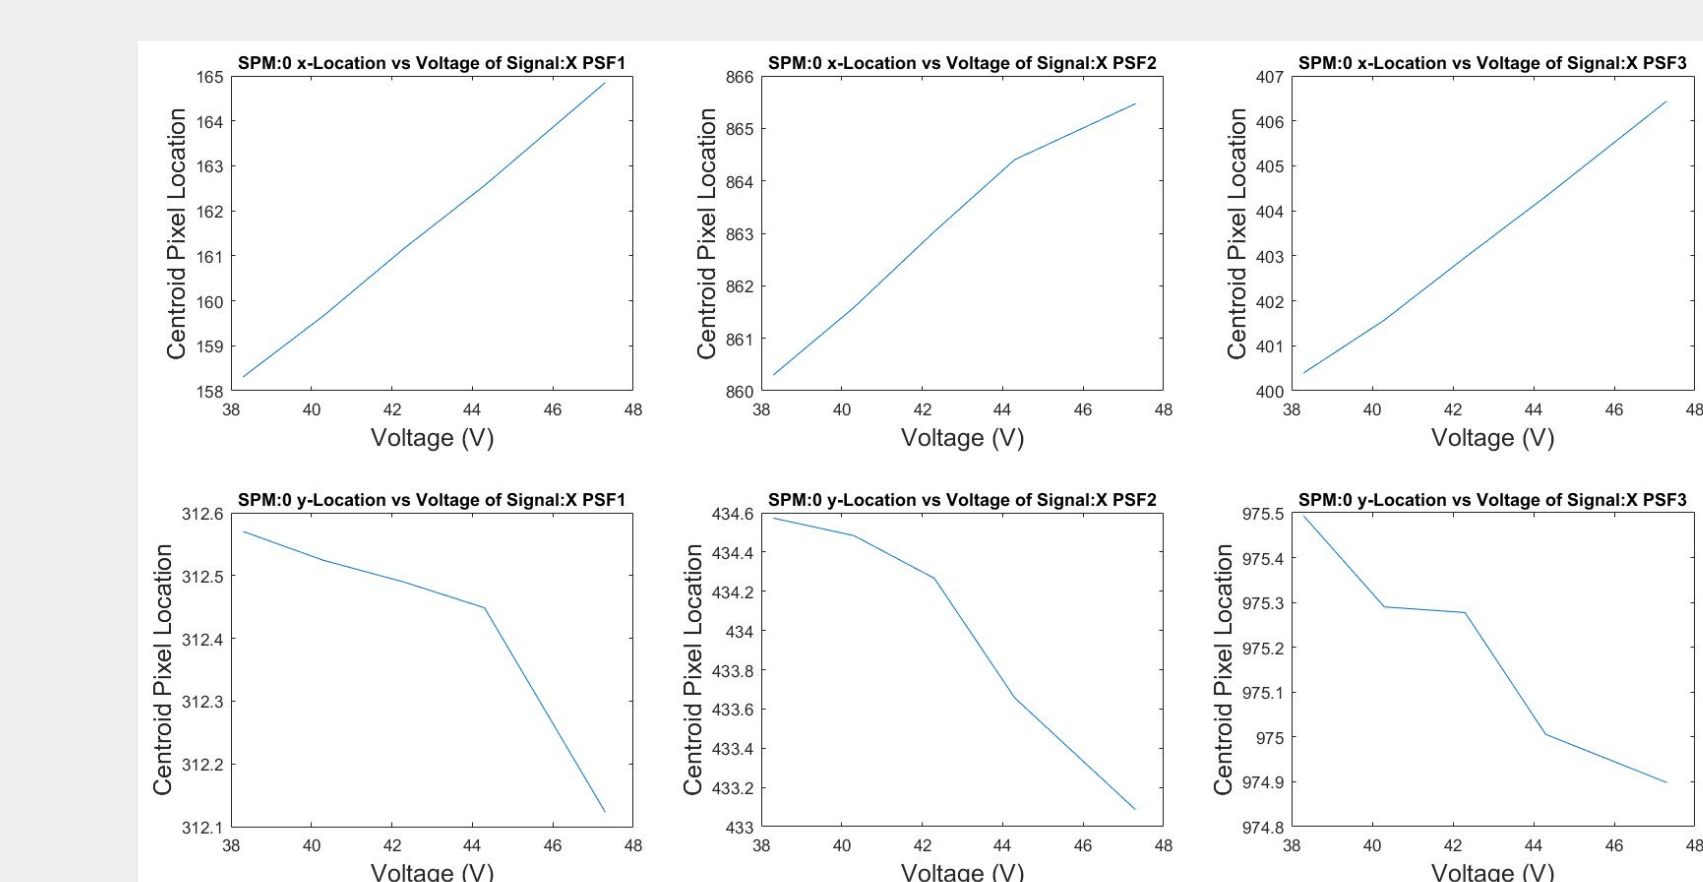 SPM:0 x-Location vs Voltage of Signal:X PSF1
165
164
163
162
161
160
159
158
Centroid Pixel Location
38 40 42 44 46 48
Voltage (V)
SPM:0 x-Location vs Voltage of Signal:X PSF2
866
865
864
863
862
861
860
Centroid Pixel Location
38 40 42 44 46 48
Voltage (V)
SPM:0 x-Location vs Voltage of Signal:X PSF3
407
406
405
404
403
402
401
400
Centroid Pixel Location
38 40 42 44 46 48
Voltage (V)
SPM:0 y-Location vs Voltage of Signal:X PSF1
312.6
312.5
312.4
312.3
312.2
312.1
Centroid Pixel Location
38 40 42 44 46 48
Voltage (V)
SPM:0 y-Location vs Voltage of Signal:X PSF2
434.6
434.4
434.2
434
433.8
433.6
433.4
433.2
433
Centroid Pixel Location
38 40 42 44 46 48
Voltage (V)
SPM:0 y-Location vs Voltage of Signal:X PSF3
975.5
975.4
975.3
975.2
975.1
975
974.9
974.8
Centroid Pixel Location
38 40 42 44 46 48
Voltage (V)